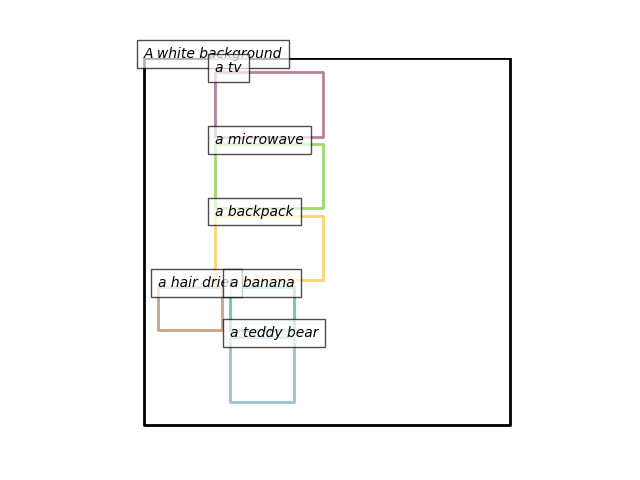 A white background
a tv
a microwave
a backpack
a hair drie
a banana
a teddy bear